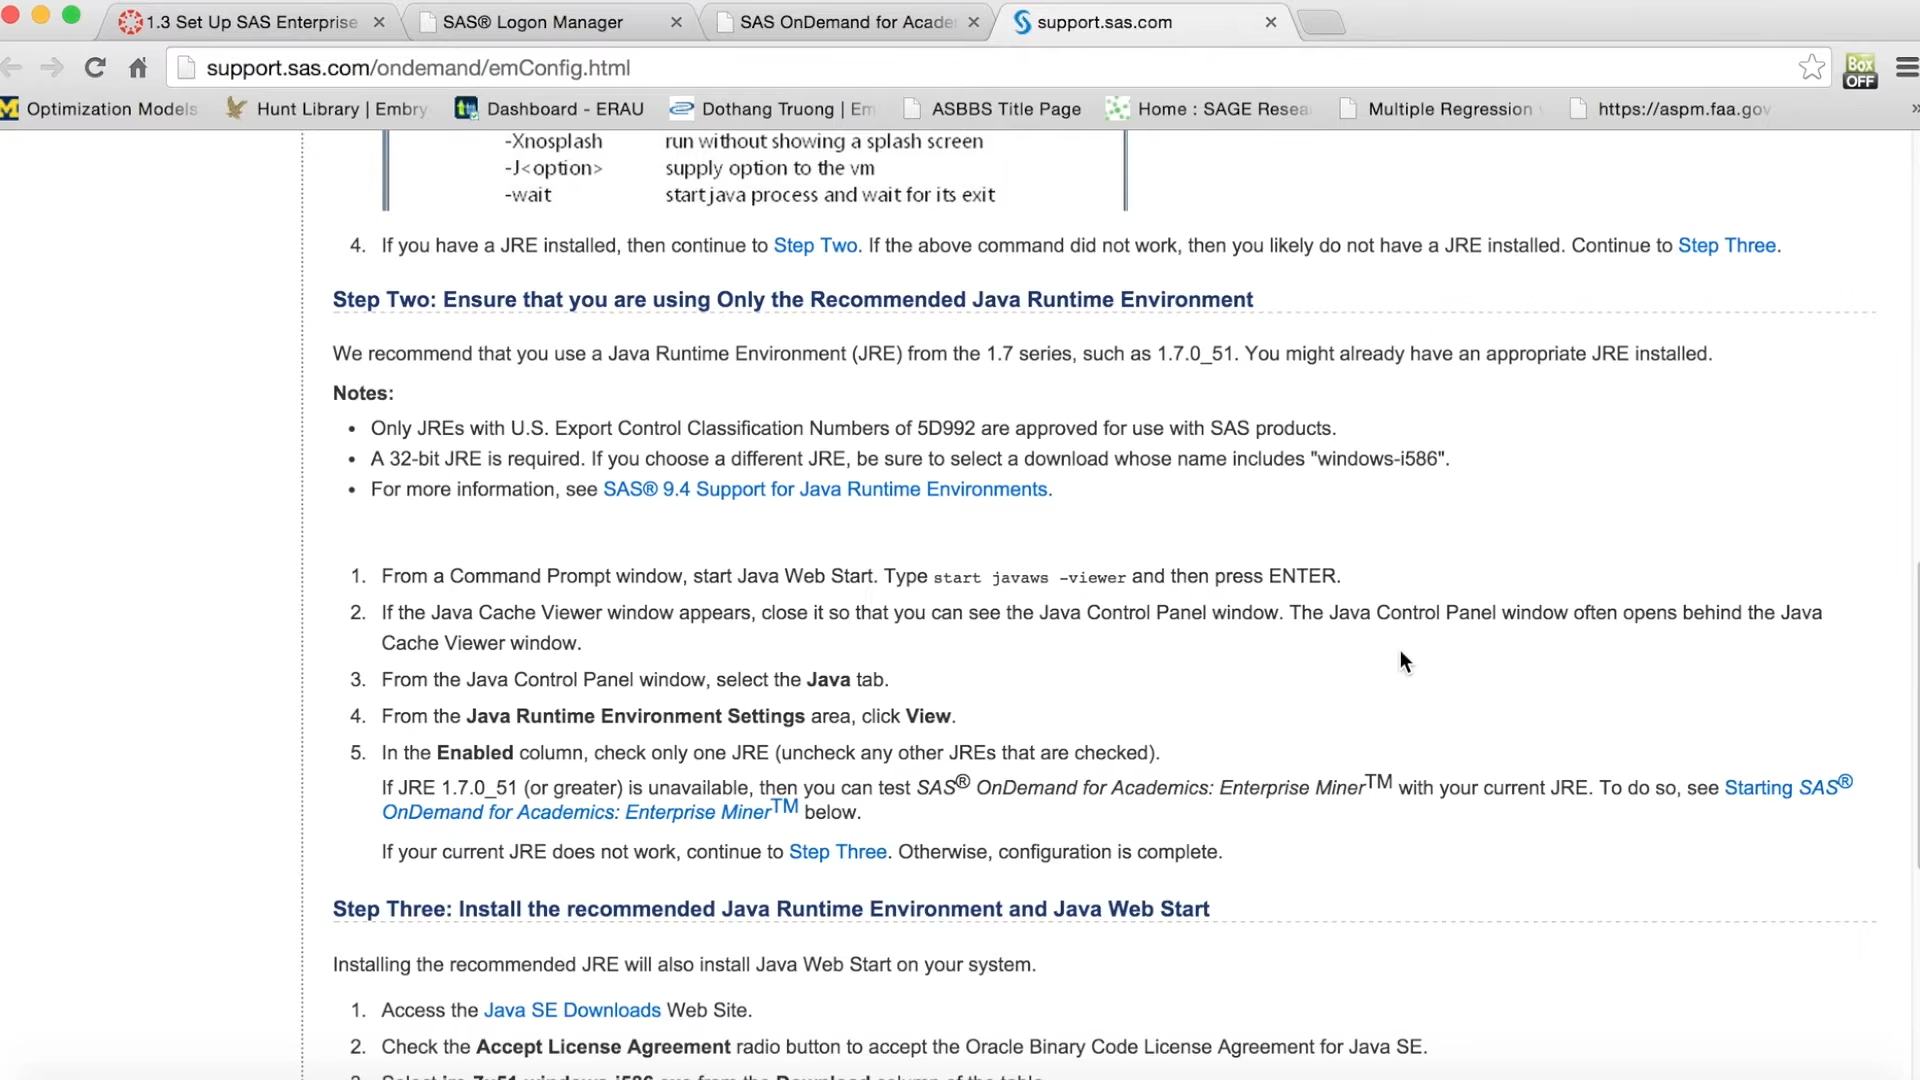 1.3 Set Up SAS Enterprise
SAS® Logon Manager
SAS OnDemand for Acade
support.sas.com
support.sas.com/ondemand/emConfig.html
Box OFF
M Optimization Models
Hunt Library | Embry
Dashboard - ERAU
Dothang Truong | Em
ASBBS Title Page
Home : SAGE Resea
Multiple Regression
https://aspm.faa.gov
»
-Xnosplash run without showing a splash screen
-J<option> supply option to the vm
-wait start java process and wait for its exit
4. If you have a JRE installed, then continue to Step Two. If the above command did not work, then you likely do not have a JRE installed. Continue to Step Three.
Step Two: Ensure that you are using Only the Recommended Java Runtime Environment
We recommend that you use a Java Runtime Environment (JRE) from the 1.7 series, such as 1.7.0_51. You might already have an appropriate JRE installed.
Notes:
• Only JREs with U.S. Export Control Classification Numbers of 5D992 are approved for use with SAS products.
• A 32-bit JRE is required. If you choose a different JRE, be sure to select a download whose name includes "windows-i586".
• For more information, see SAS® 9.4 Support for Java Runtime Environments.
1. From a Command Prompt window, start Java Web Start. Type start javaws -viewer and then press ENTER.
2. If the Java Cache Viewer window appears, close it so that you can see the Java Control Panel window. The Java Control Panel window often opens behind the Java
Cache Viewer window.
3. From the Java Control Panel window, select the Java tab.
4. From the Java Runtime Environment Settings area, click View.
5. In the Enabled column, check only one JRE (uncheck any other JREs that are checked).
If JRE 1.7.0_51 (or greater) is unavailable, then you can test SAS® OnDemand for Academics: Enterprise Miner™ with your current JRE. To do so, see Starting SAS®
OnDemand for Academics: Enterprise Miner™ below.
If your current JRE does not work, continue to Step Three. Otherwise, configuration is complete.
Step Three: Install the recommended Java Runtime Environment and Java Web Start
Installing the recommended JRE will also install Java Web Start on your system.
1. Access the Java SE Downloads Web Site.
2. Check the Accept License Agreement radio button to accept the Oracle Binary Code License Agreement for Java SE.